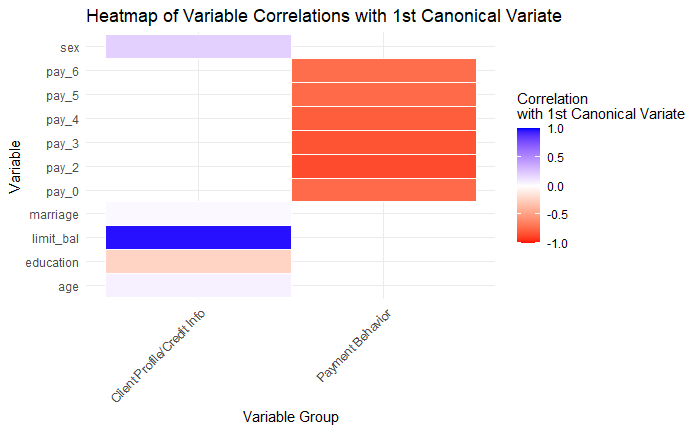 Heatmap of Variable Correlations with 1st Canonical Variate
Variable
sex
pay_6
pay_5
pay_4
pay_3
pay_2
pay_0
marriage
limit_bal
education
age
Client Profile/Credit Info
Payment Behavior
Variable Group
Correlation
with 1st Canonical Variate
1.0
0.5
0.0
-0.5
-1.0